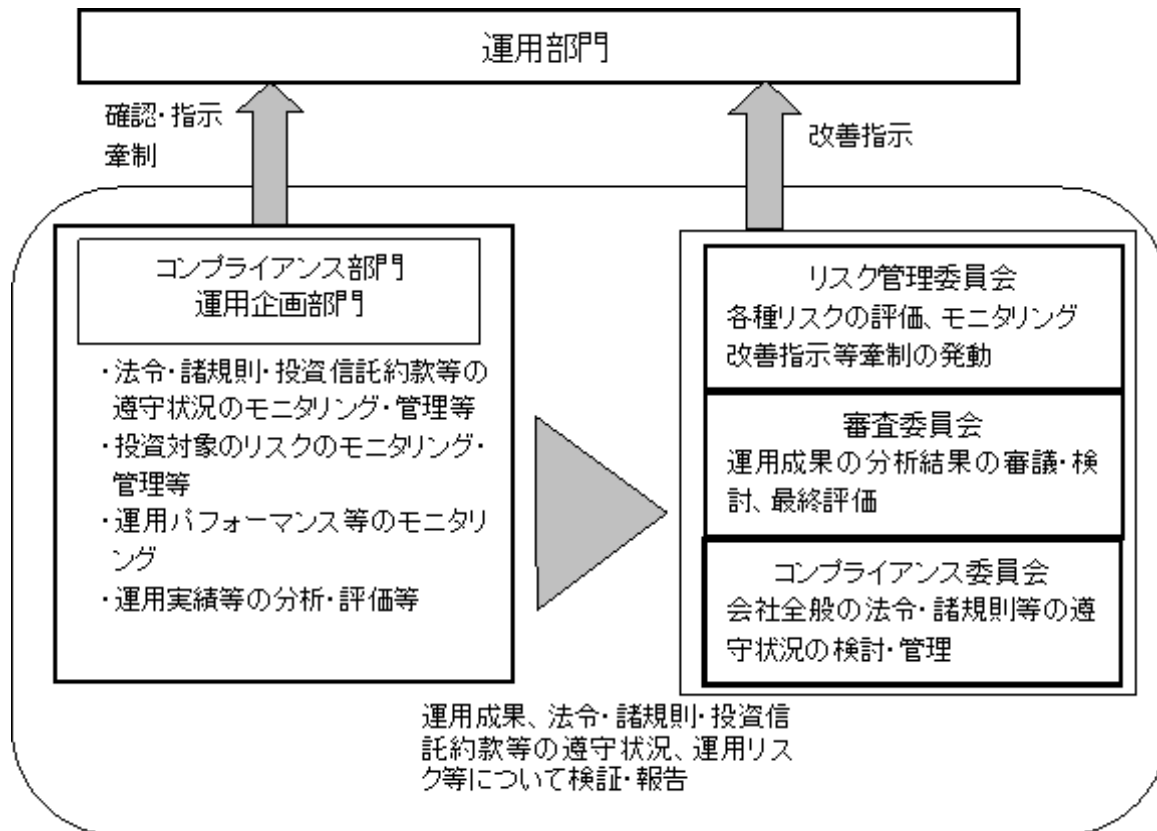 運用部門
確認・指示
牽制
改善指示
コンプライアンス部門
運用企画部門
・法令・諸規則・投資信託約款等の
遵守状況のモニタリング・管理等
・投資対象のリスクのモニタリング・
管理等
・運用パフォーマンス等のモニタリ
ング
・運用実績等の分析・評価等
リスク管理委員会
各種リスクの評価、モニタリング
改善指示等牽制の発動
審査委員会
運用成果の分析結果の審議・検
討、最終評価
コンプライアンス委員会
会社全般の法令・諸規則等の遵
守状況の検討・管理
運用成果、法令・諸規則・投資信
託約款等の遵守状況、運用リス
ク等について検証・報告